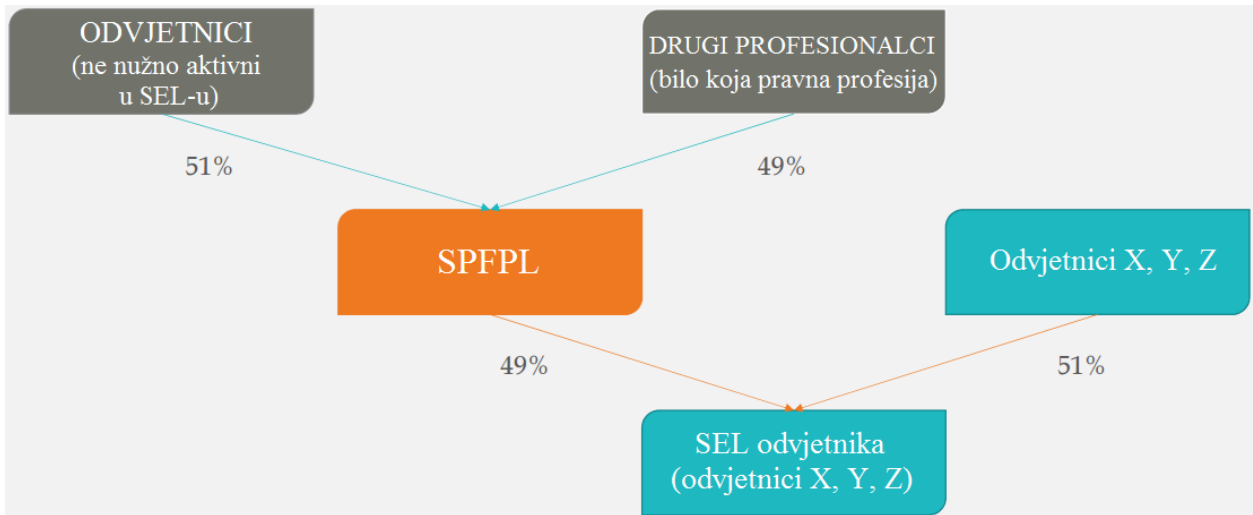 ODVJETNICI
(ne nužno aktivni
u SEL-u)
DRUGI PROFESIONALCI
(bilo koja pravna profesija)
51%
49%
SPFPL
Odvjetnici X, Y, Z
49%
51%
SEL odvjetnika
(odvjetnici X, Y, Z)